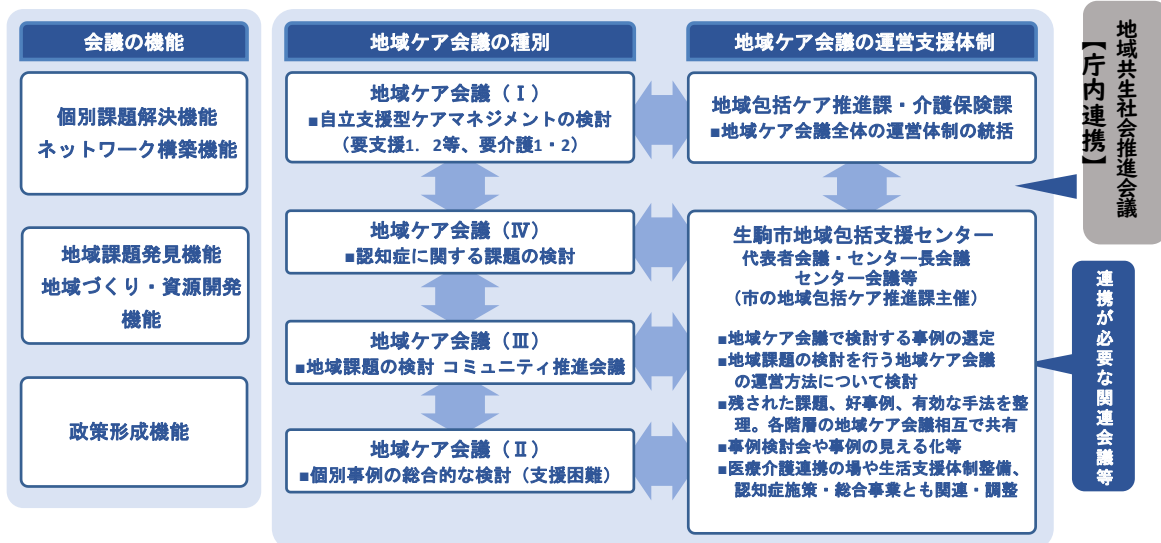 会議の機能
個別課題解決機能
ネットワーク構築機能
地域課題発見機能
地域づくり・資源開発
機能
政策形成機能
地域ケア会議の種別
地域ケア会議（Ⅰ）
■自立支援型ケアマネジメントの検討
（要支援1．2等、要介護1・2）
地域ケア会議（Ⅳ）
■認知症に関する課題の検討
地域ケア会議（Ⅲ）
■地域課題の検討 コミュニティ推進会議
地域ケア会議（Ⅱ）
■個別事例の総合的な検討（支援困難）
地域ケア会議の運営支援体制
地域包括ケア推進課・介護保険課
■地域ケア会議全体の運営体制の統括
生駒市地域包括支援センター
代表者会議・センター長会議
センター会議等
（市の地域包括ケア推進課主催）
■地域ケア会議で検討する事例の選定
■地域課題の検討を行う地域ケア会議
の運営方法について検討
■残された課題、好事例、有効な手法を整
理。各階層の地域ケア会議相互で共有
■事例検討会や事例の見える化等
■医療介護連携の場や生活支援体制整備、
認知症施策・総合事業とも関連・調整
地域共生社会推進会議
【庁内連携】
連携が必要な関連会議等